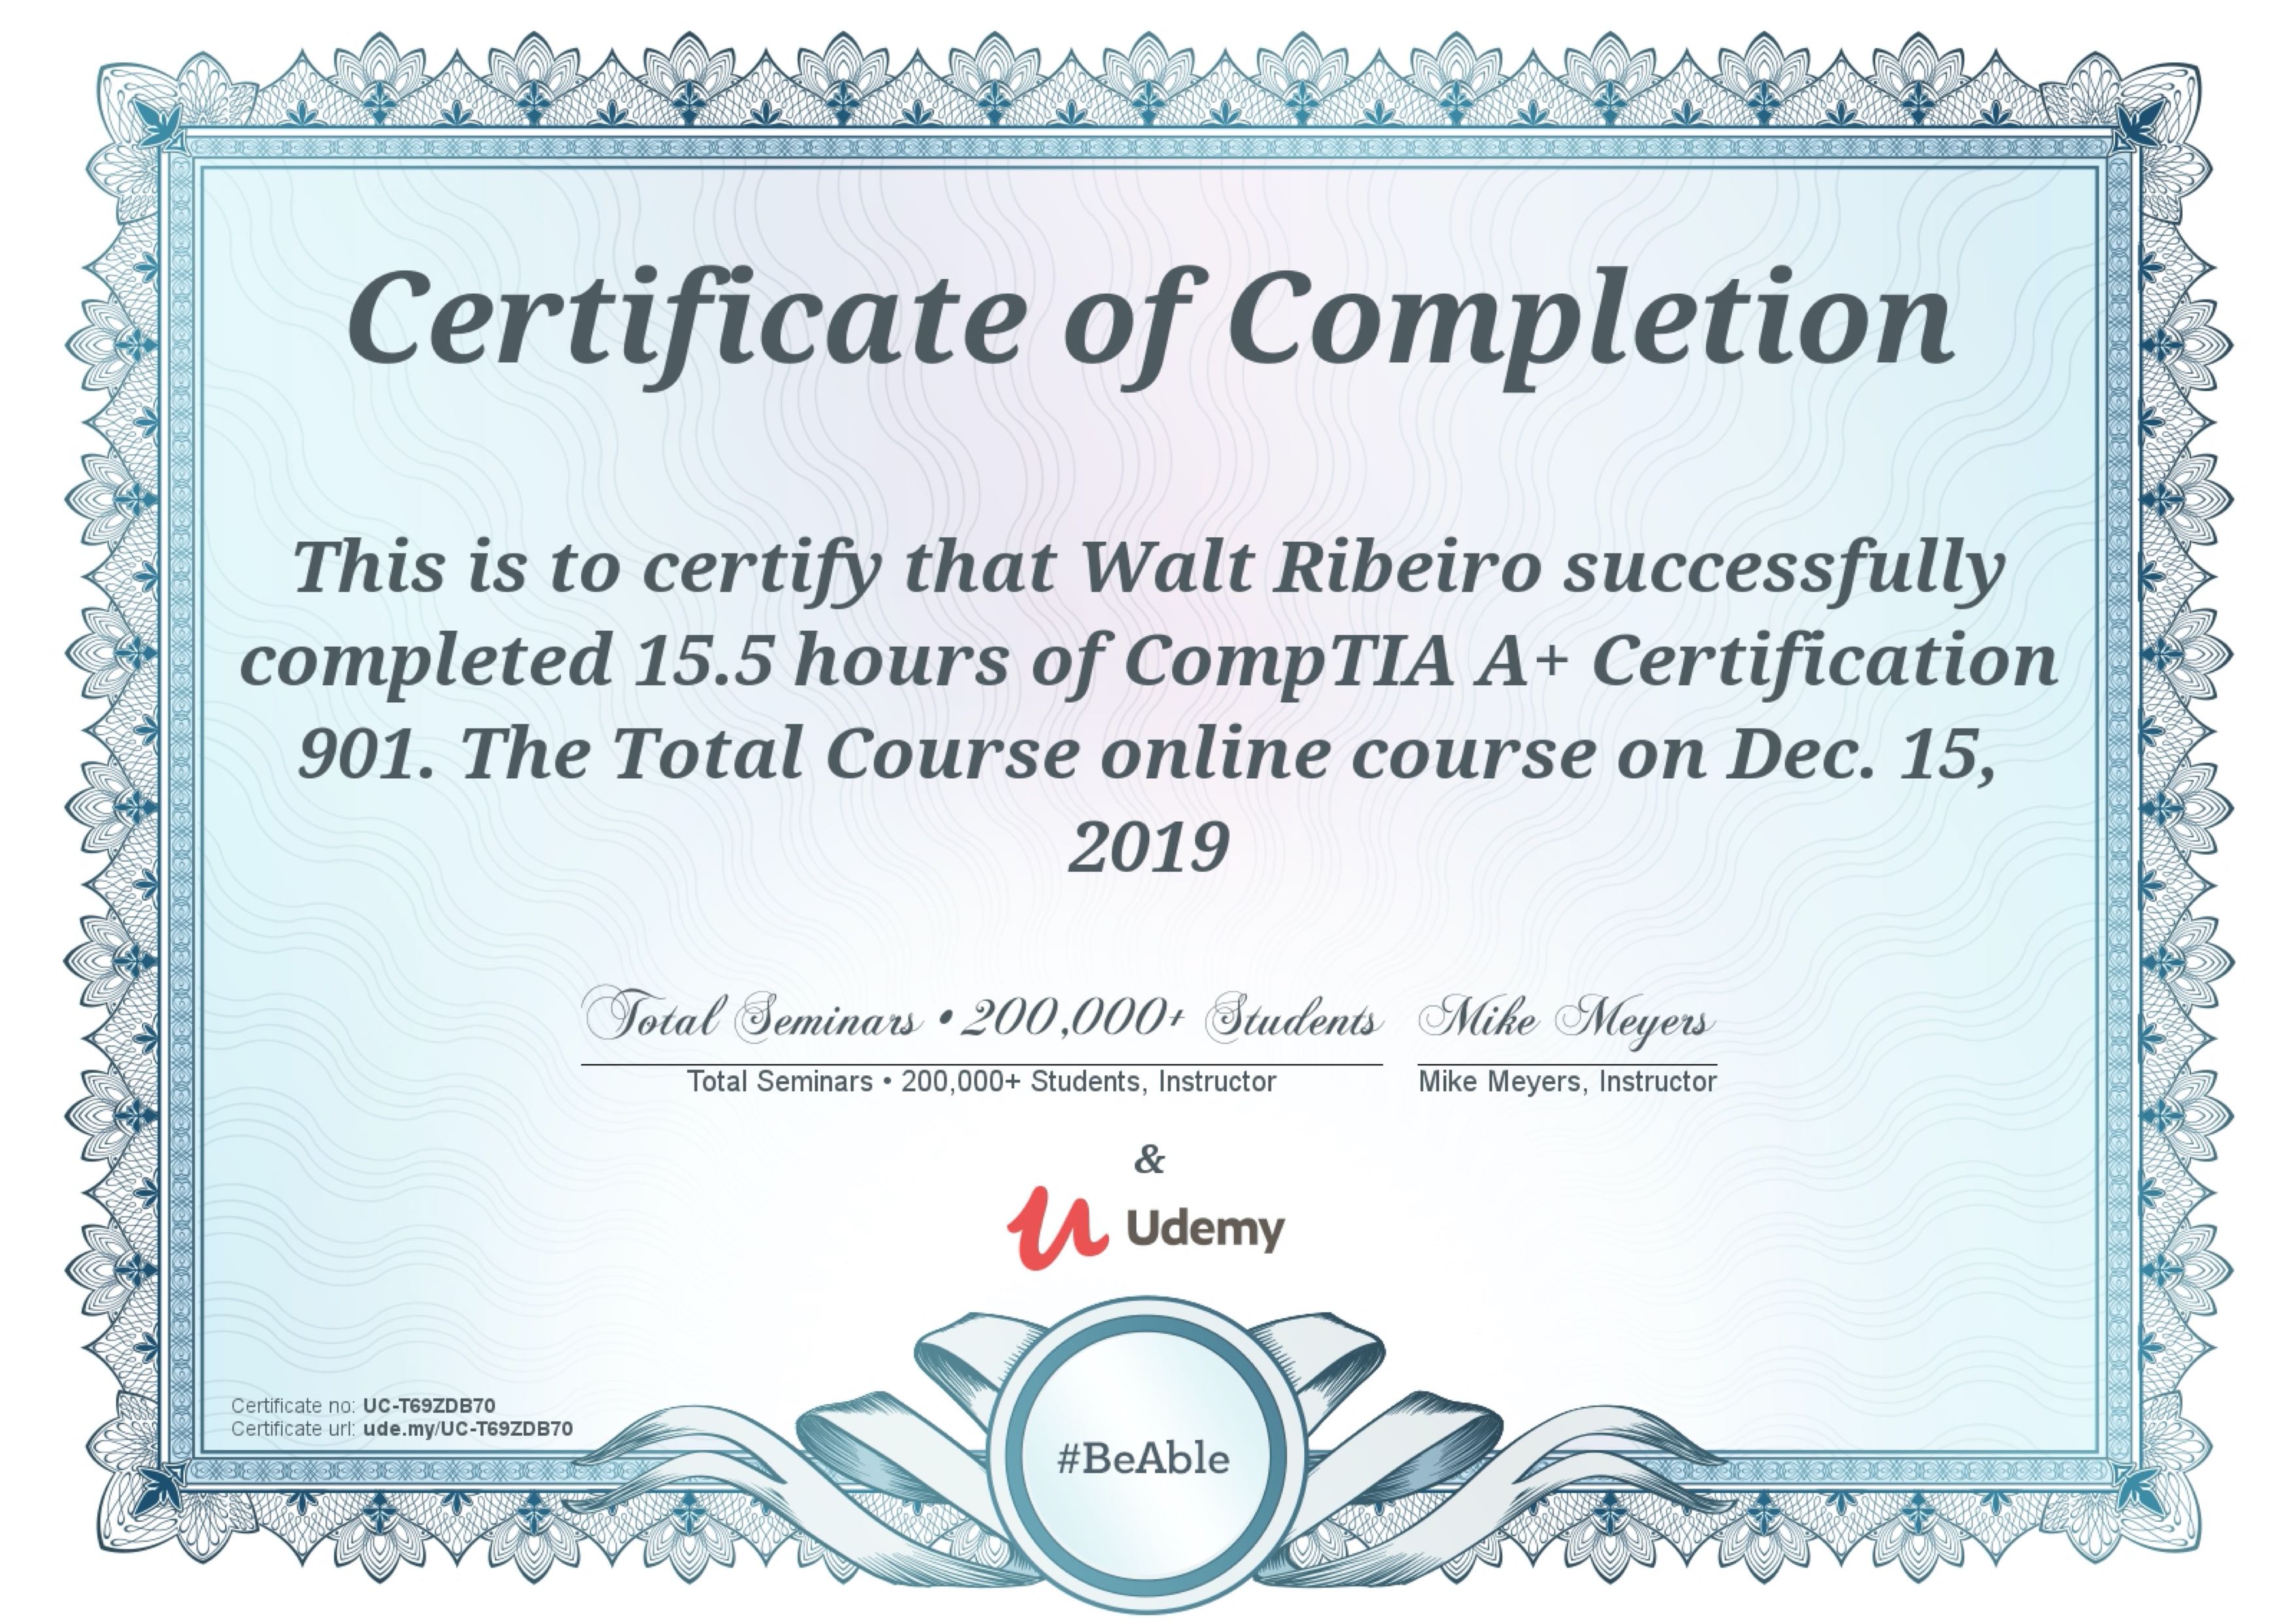 Certificate of Completion
This is to certify that Walt Ribeiro successfully
completed 15.5 hours of CompTIA A+ Certification
901. The Total Course online course on Dec. 15,
2019
Total Seminars • 200,000+ Students Mike Meyers
Total Seminars • 200,000+ Students, Instructor Mike Meyers, Instructor
&
Udemy
Certificate no: UC-T69ZDB70
Certificate url: ude.my/UC-T69ZDB70
#BeAble